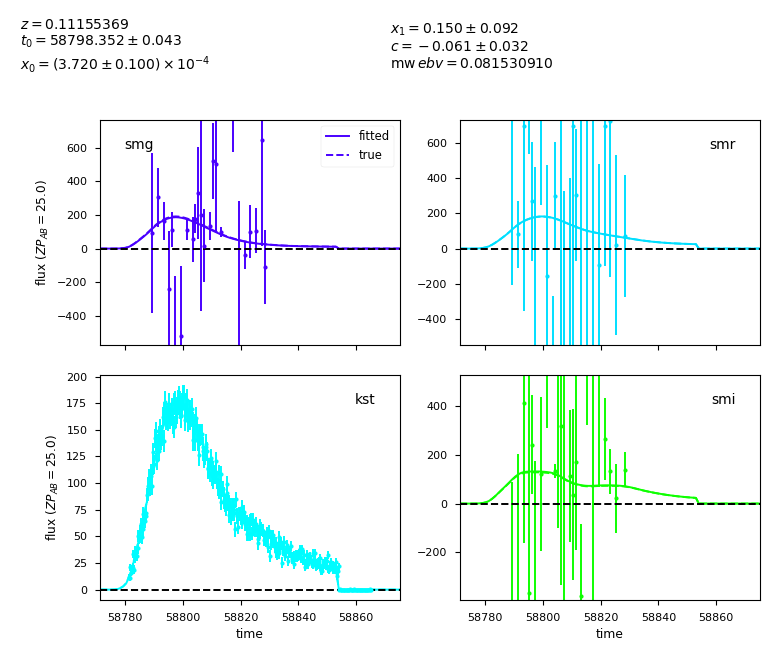 z = 0.11155369
t₀ = 58798.352 ± 0.043
x₀ = (3.720 ± 0.100) × 10⁻⁴
x₁ = 0.150 ± 0.092
c = −0.061 ± 0.032
mw ebv = 0.081530910
smg
fitted
true
600
400
200
0
−200
−400
flux (ZP_AB = 25.0)
smr
600
400
200
0
−200
−400
kst
200
175
150
125
100
75
50
25
0
flux (ZP_AB = 25.0)
58780 58800 58820 58840 58860
time
smi
400
200
0
−200
58780 58800 58820 58840 58860
time